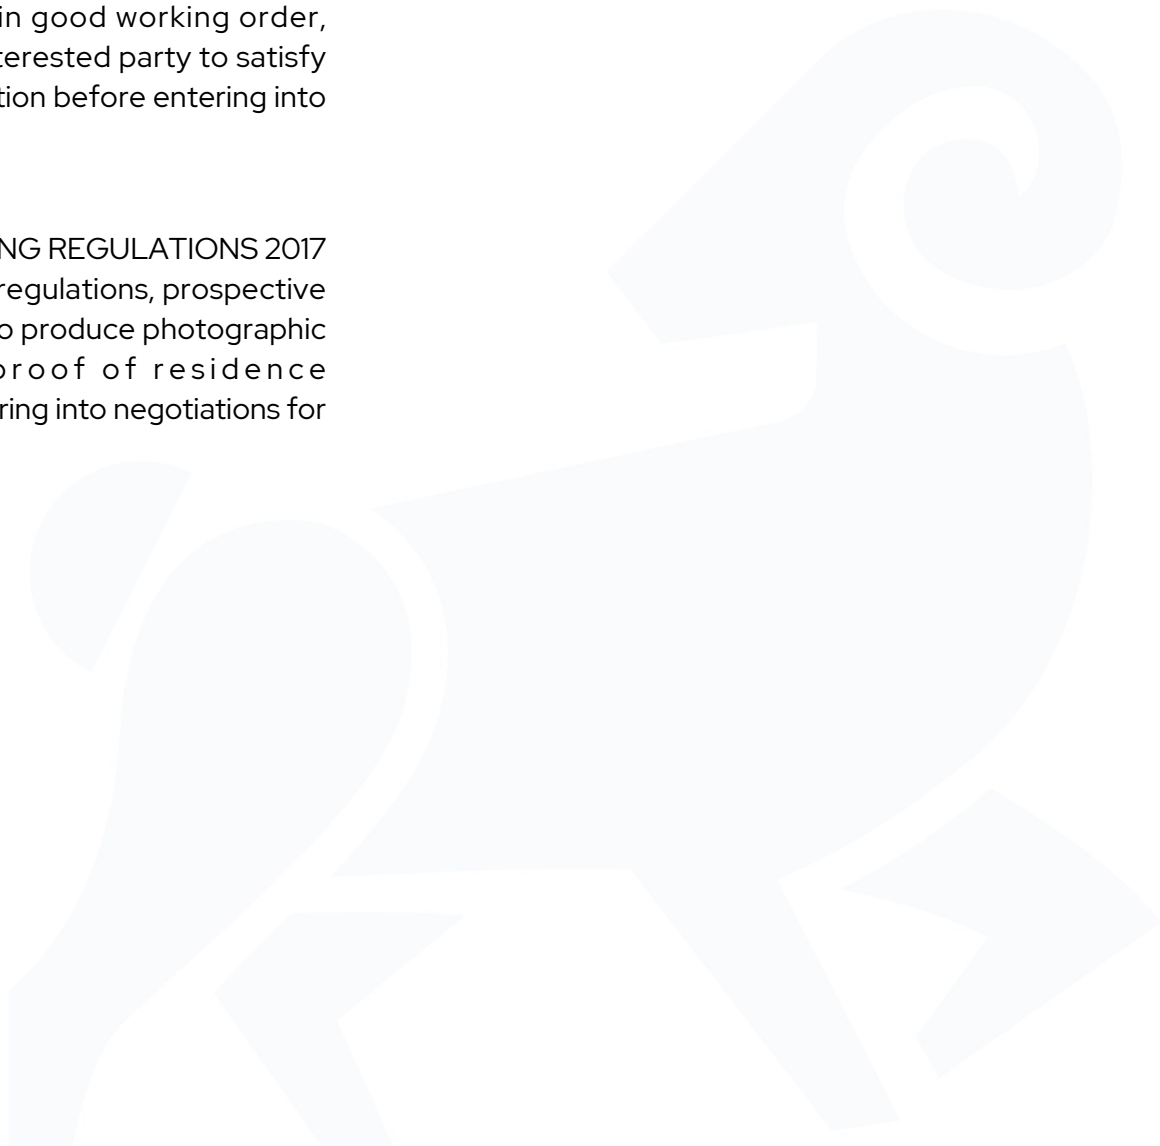 in good working order,
terested party to satisfy
tion before entering into
NG REGULATIONS 2017
regulations, prospective
o produce photographic
proof of residence
ring into negotiations for